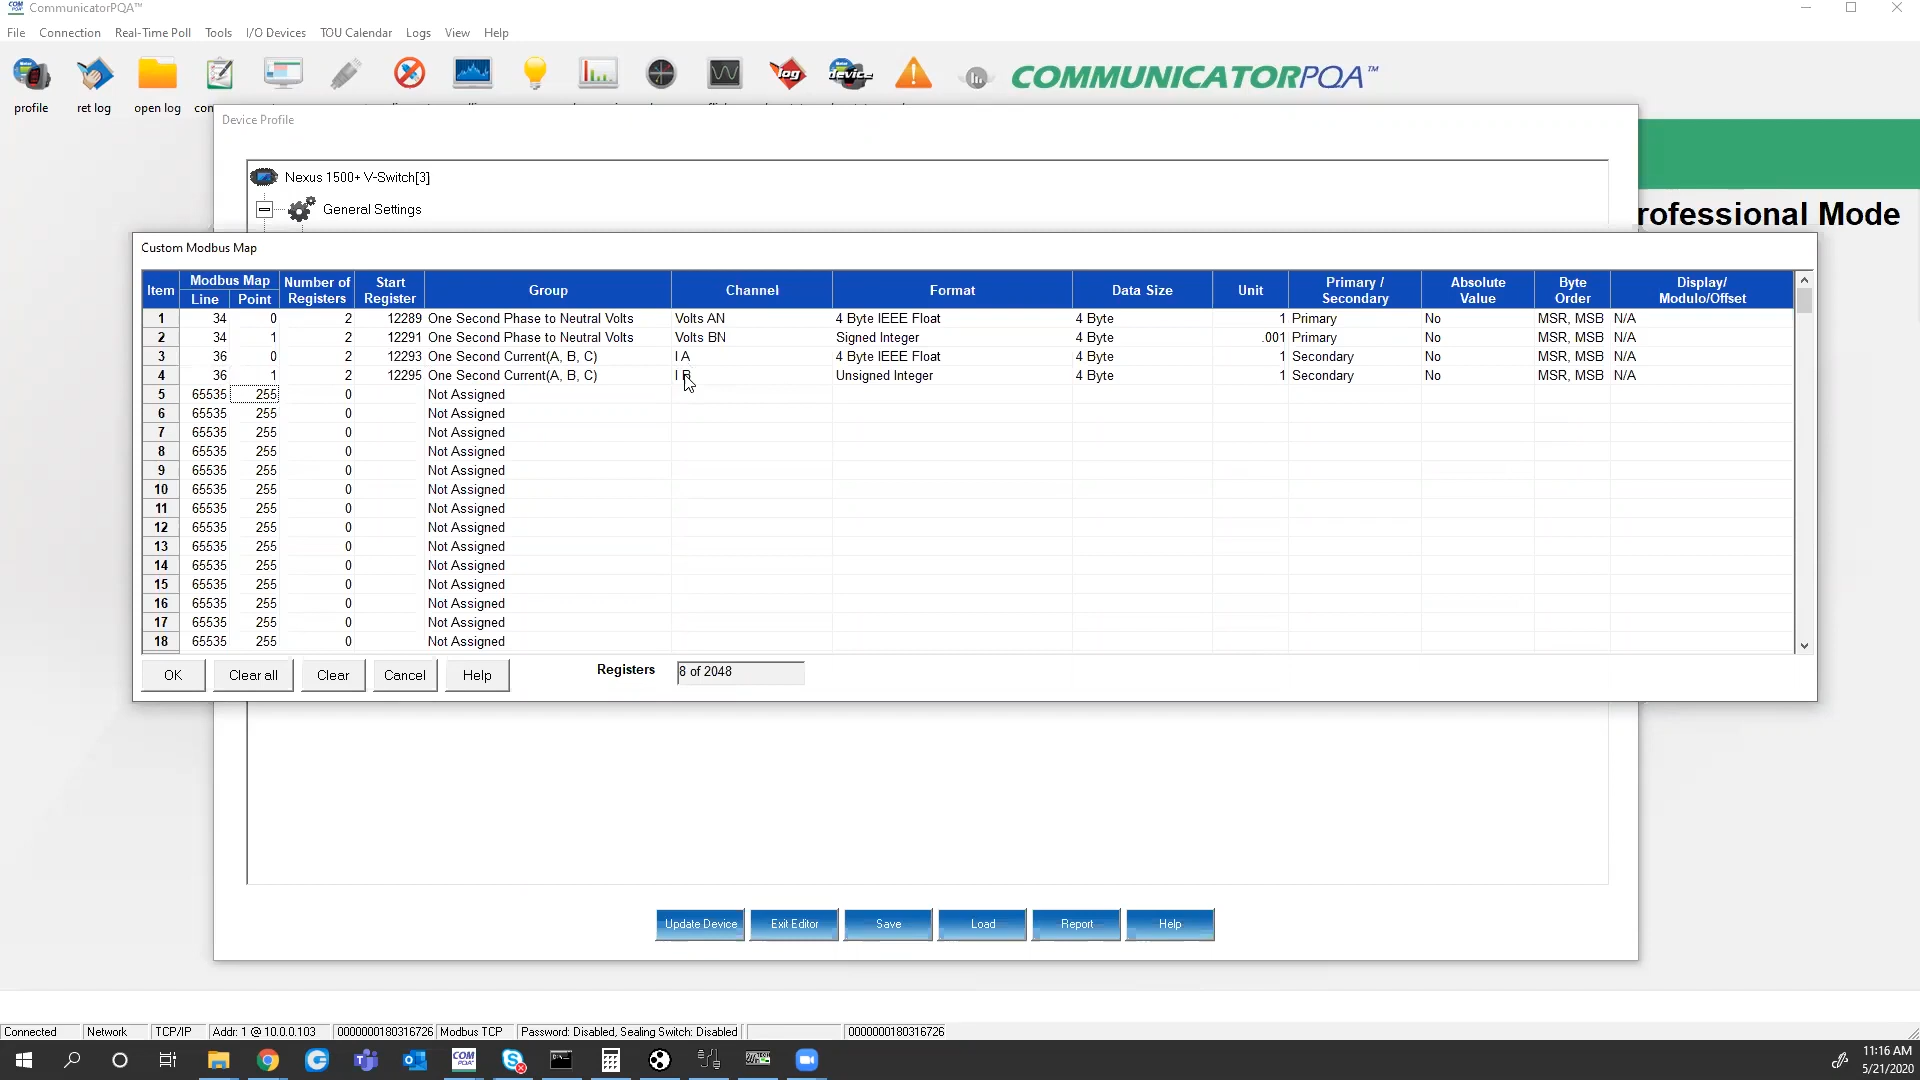 CommunicatorPQA™
File Connection Real-Time Poll Tools I/O Devices TOU Calendar Logs View Help
log device COMMUNICATORPQA™
profile ret log open log
Device Profile
Nexus 1500+ V-Switch[3]
General Settings
rofessional Mode
Custom Modbus Map
Item Modbus Map Line Point Number of Registers Start Register Group Channel Format Data Size Unit Primary / Secondary Absolute Value Byte Order Display/ Modulo/Offset
1 34 0 2 12289 One Second Phase to Neutral Volts Volts AN 4 Byte IEEE Float 4 Byte 1 Primary No MSR, MSB N/A
2 34 1 2 12291 One Second Phase to Neutral Volts Volts BN Signed Integer 4 Byte .001 Primary No MSR, MSB N/A
3 36 0 2 12293 One Second Current(A, B, C) I A 4 Byte IEEE Float 4 Byte 1 Secondary No MSR, MSB N/A
4 36 1 2 12295 One Second Current(A, B, C) I B Unsigned Integer 4 Byte 1 Secondary No MSR, MSB N/A
5 65535 255 0 Not Assigned
6 65535 255 0 Not Assigned
7 65535 255 0 Not Assigned
8 65535 255 0 Not Assigned
9 65535 255 0 Not Assigned
10 65535 255 0 Not Assigned
11 65535 255 0 Not Assigned
12 65535 255 0 Not Assigned
13 65535 255 0 Not Assigned
14 65535 255 0 Not Assigned
15 65535 255 0 Not Assigned
16 65535 255 0 Not Assigned
17 65535 255 0 Not Assigned
18 65535 255 0 Not Assigned
OK Clear all Clear Cancel Help Registers 8 of 2048
Update Device Exit Editor Save Load Report Help
Connected Network TCP/IP Addr: 1 @ 10.0.0.103 0000000180316726 Modbus TCP Password: Disabled, Sealing Switch: Disabled 0000000180316726
11:16 AM
5/21/2020